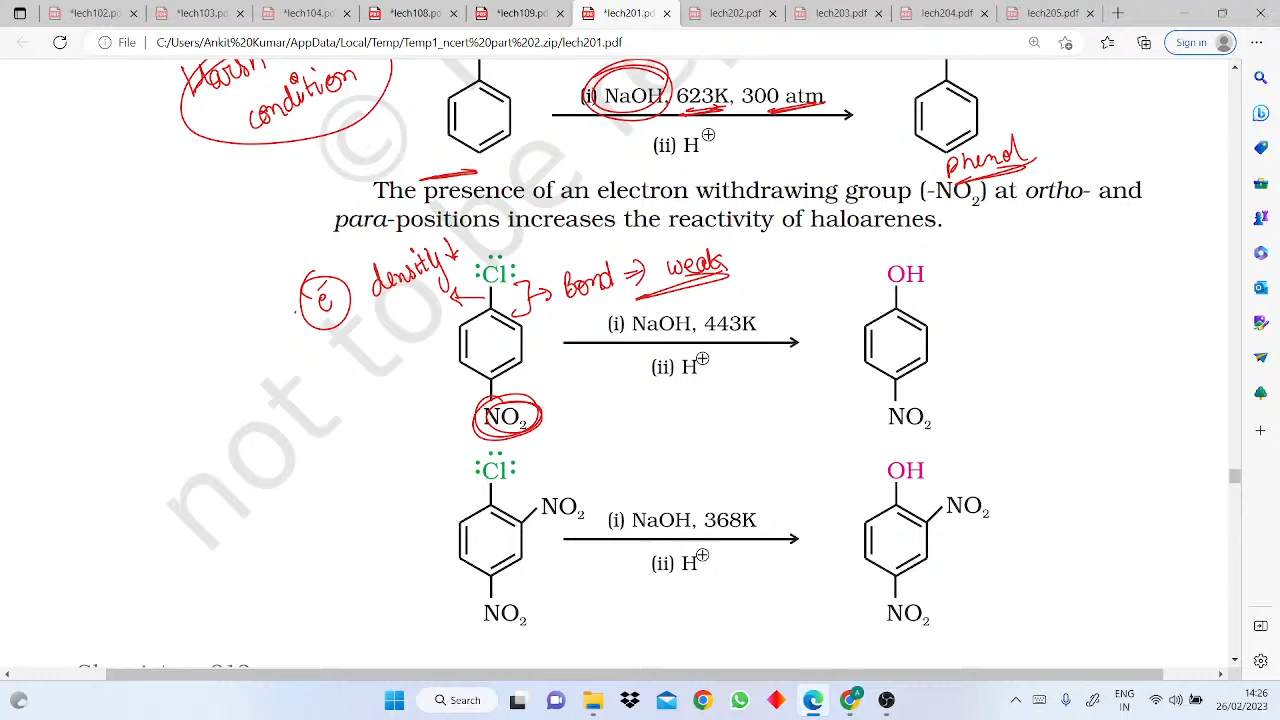 *lech102.pdf
*lech103.pdf
*lech104.pdf
*lech108.pdf
*lech109.pdf
*lech201.pdf
lech202.pdf
lech203.pdf
lech204.pdf
lech205.pdf
File C:/Users/Ankit%20Kumar/AppData/Local/Temp/Temp1_ncert%20part%202.zip/lech201.pdf
Sign in
Harsh
condition
(i) NaOH, 623K, 300 atm
(ii) H⊕
phenol
The presence of an electron withdrawing group (-NO₂) at ortho- and
para-positions increases the reactivity of haloarenes.
density↓
e
Cl
Bond ⇒ weak
OH
(i) NaOH, 443K
(ii) H⊕
NO₂
NO₂
Cl
OH
NO₂
NO₂
(i) NaOH, 368K
(ii) H⊕
NO₂
NO₂
not to be re
©
Search
ENG
IN
14:26
26/02/2023